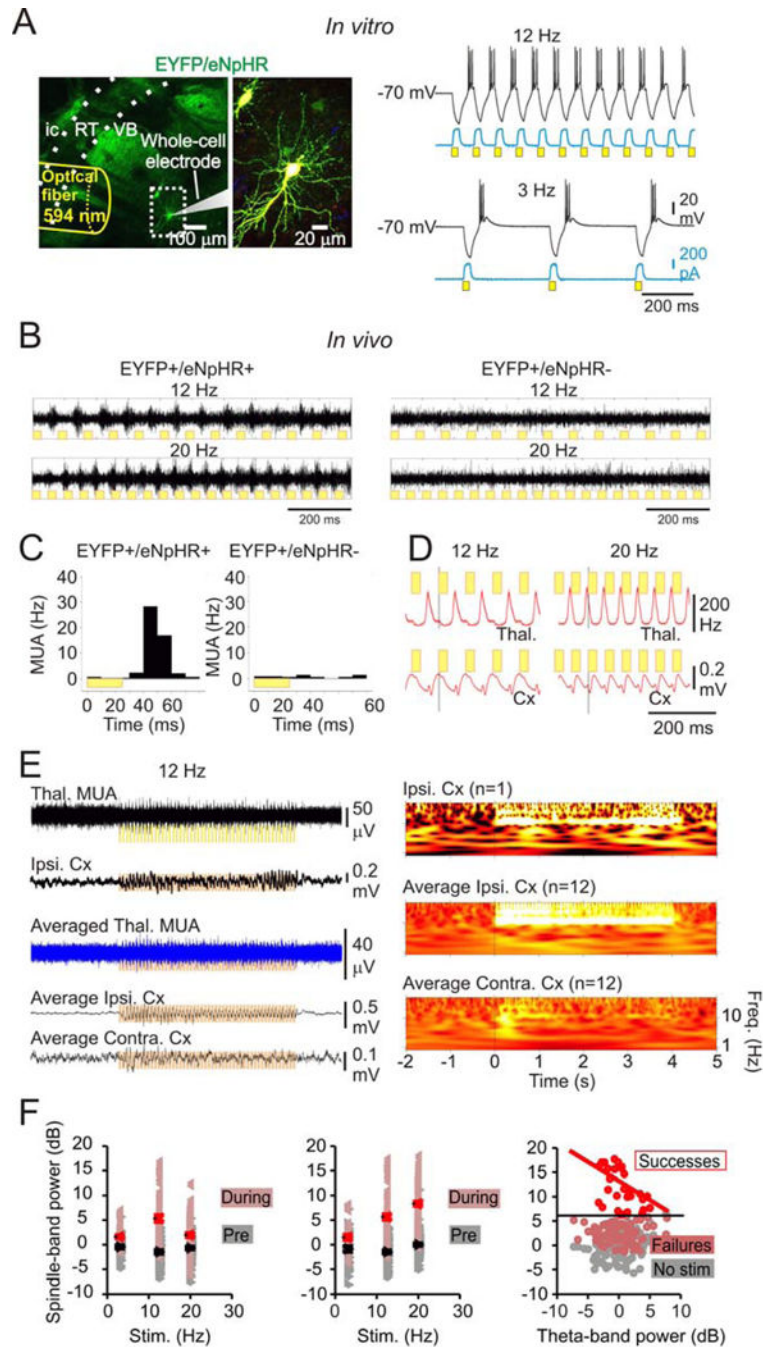 A
In vitro
EYFP/eNpHR
ic
RT
VB
Whole-cell
electrode
Optical
fiber
594 nm
100 µm
20 µm
12 Hz
-70 mV
3 Hz
-70 mV
20
mV
200
pA
200 ms
B
In vivo
EYFP+/eNpHR+
12 Hz
20 Hz
200 ms
EYFP+/eNpHR-
12 Hz
20 Hz
200 ms
C
EYFP+/eNpHR+
MUA (Hz)
40
30
20
10
0
0 20 40 60
Time (ms)
EYFP+/eNpHR-
MUA (Hz)
40
30
20
10
0
0 20 40 60
Time (ms)
D
12 Hz
20 Hz
Thal.
Thal.
200
Hz
Cx
Cx
0.2
mV
200 ms
E
12 Hz
Thal. MUA
50
µV
Ipsi. Cx
0.2
mV
Averaged Thal. MUA
40
µV
Average Ipsi. Cx
0.5
mV
Average Contra. Cx
0.1
mV
Ipsi. Cx (n=1)
Average Ipsi. Cx (n=12)
Average Contra. Cx (n=12)
10
1
Freq. (Hz)
-2 -1 0 1 2 3 4 5
Time (s)
F
Spindle-band power (dB)
20
15
10
5
0
-5
-10
During
Pre
0 10 20 30
Stim. (Hz)
20
15
10
5
0
-5
-10
During
Pre
0 10 20 30
Stim. (Hz)
20
15
10
5
0
-5
-10
Successes
Failures
No stim
-10 -5 0 5 10
Theta-band power (dB)